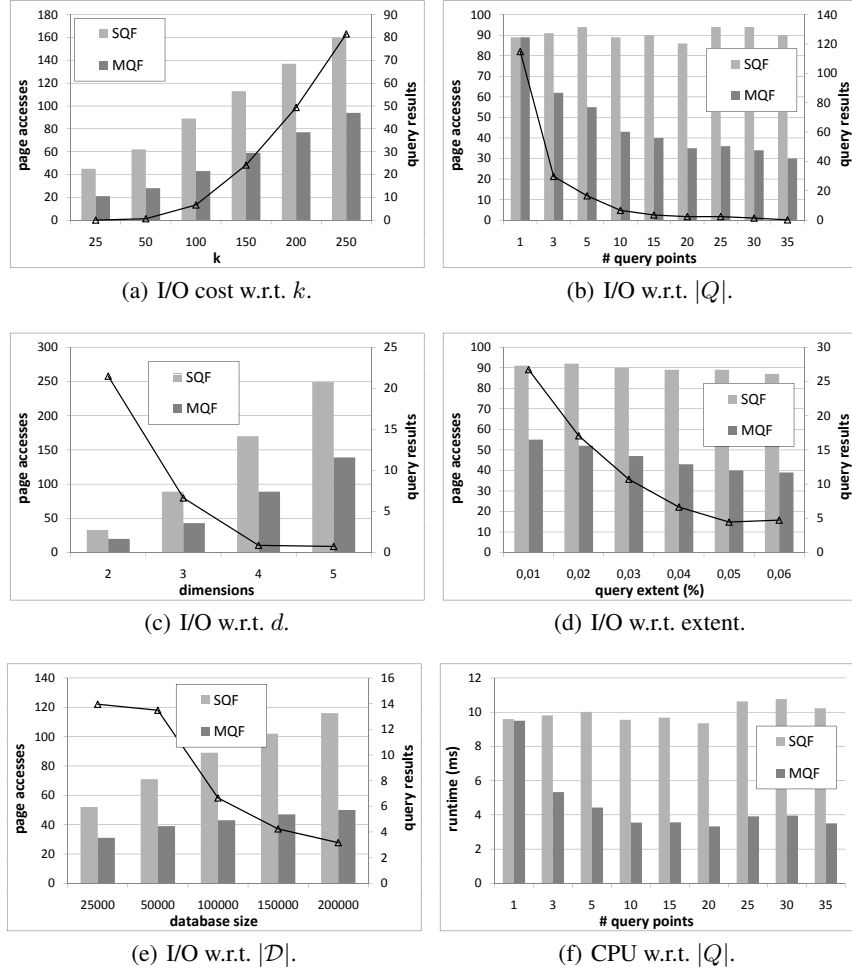 180
160
140
120
100
80
60
40
20
0
page accesses
SQF
MQF
90
80
70
60
50
40
30
20
10
0
query results
25 50 100 150 200 250
k
(a) I/O cost w.r.t. k.
100
90
80
70
60
50
40
30
20
10
0
page accesses
SQF
MQF
140
120
100
80
60
40
20
0
query results
1 3 5 10 15 20 25 30 35
# query points
(b) I/O w.r.t. |Q|.
300
250
200
150
100
50
0
page accesses
SQF
MQF
25
20
15
10
5
0
query results
2 3 4 5
dimensions
(c) I/O w.r.t. d.
100
90
80
70
60
50
40
30
20
10
0
page accesses
SQF
MQF
30
25
20
15
10
5
0
query results
0,01 0,02 0,03 0,04 0,05 0,06
query extent (%)
(d) I/O w.r.t. extent.
140
120
100
80
60
40
20
0
page accesses
SQF
MQF
16
14
12
10
8
6
4
2
0
query results
25000 50000 100000 150000 200000
database size
(e) I/O w.r.t. |D|.
12
10
8
6
4
2
0
runtime (ms)
SQF
MQF
1 3 5 10 15 20 25 30 35
# query points
(f) CPU w.r.t. |Q|.